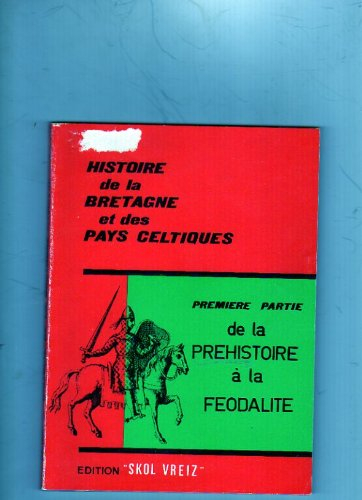 HISTOIRE
de la
BRETAGNE
et des
PAYS CELTIQUES
PREMIERE PARTIE
de la
PREHISTOIRE
à la
FEODALITE
EDITION "SKOL VREIZ"